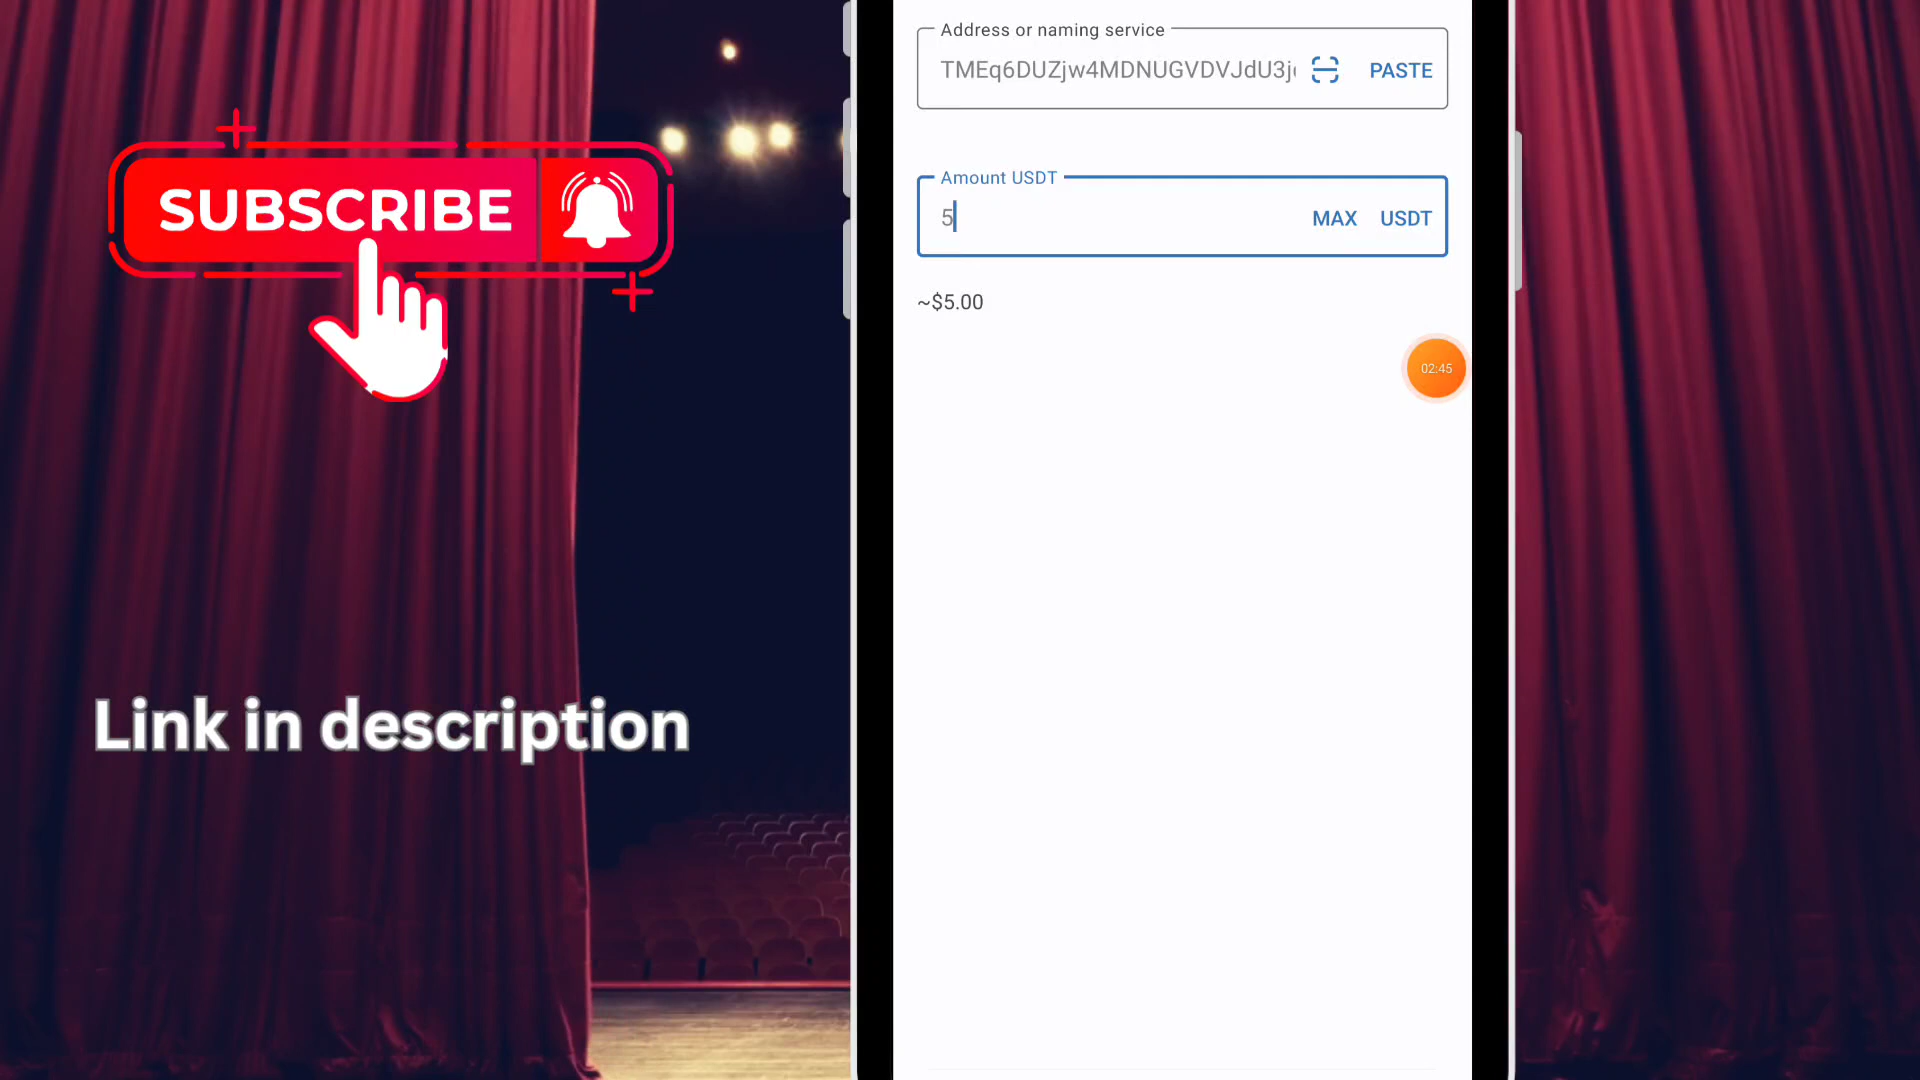 SUBSCRIBE
Link in description
Address or naming service
TMEq6DUZjw4MDNUGVDVJdU3j
PASTE
Amount USDT
5
MAX USDT
~$5.00
02:45